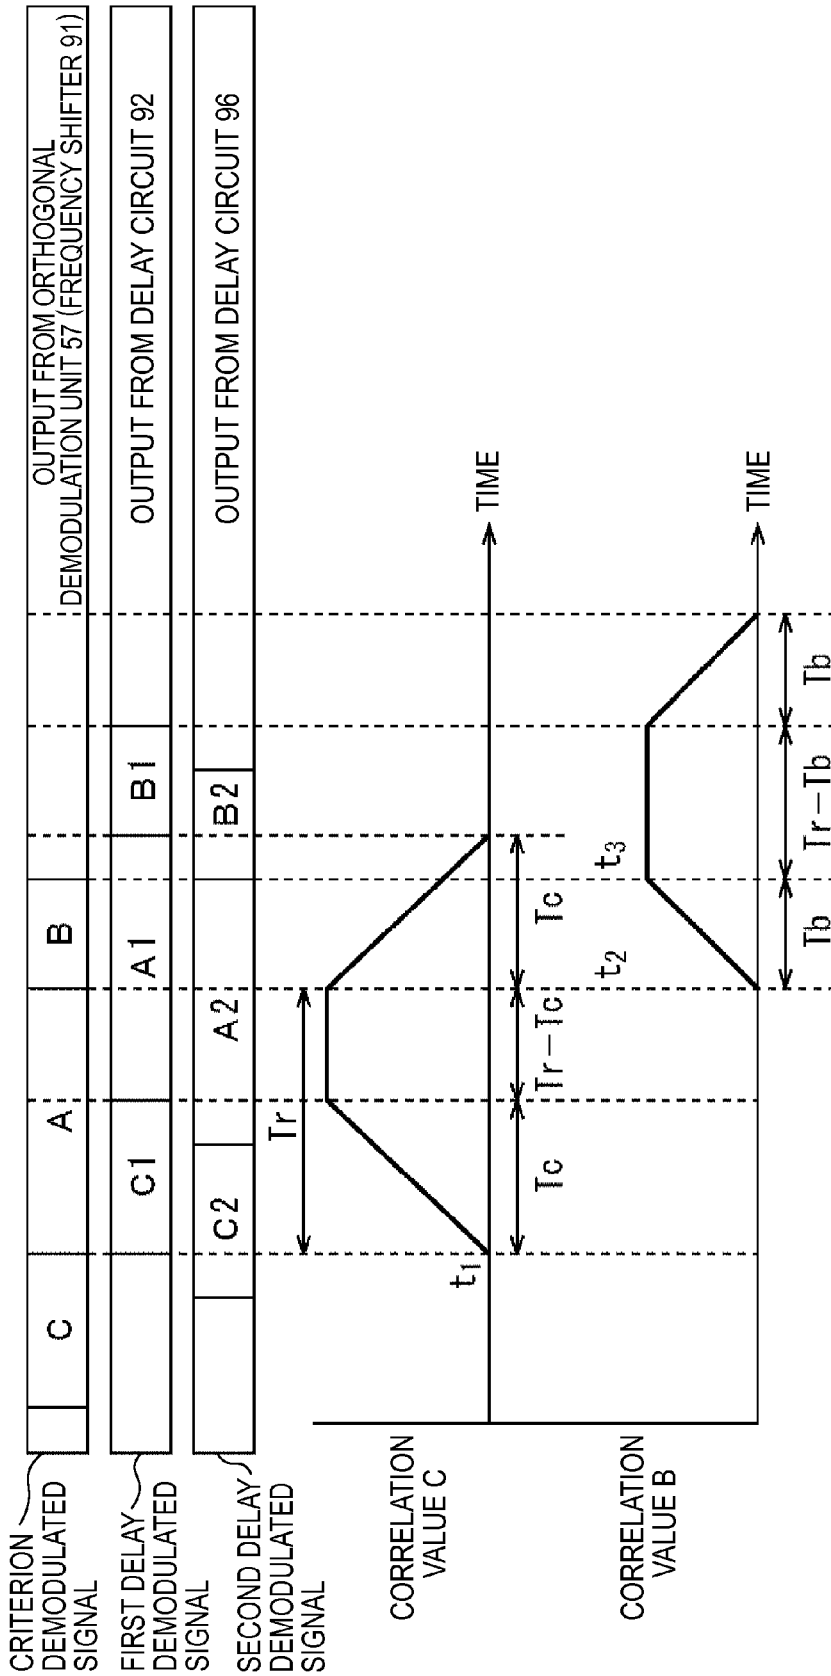 CRITERION
DEMODULATED
SIGNAL
C
A
B
OUTPUT FROM ORTHOGONAL
DEMODULATION UNIT 57 (FREQUENCY SHIFTER 91)
FIRST DELAY
DEMODULATED
SIGNAL
C1
A1
B1
OUTPUT FROM DELAY CIRCUIT 92
SECOND DELAY
DEMODULATED
SIGNAL
C2
A2
B2
OUTPUT FROM DELAY CIRCUIT 96
Tr
CORRELATION
VALUE C
t1
TIME
Tc
Tr−Tc
Tc
CORRELATION
VALUE B
t2
t3
TIME
Tb
Tr−Tb
Tb